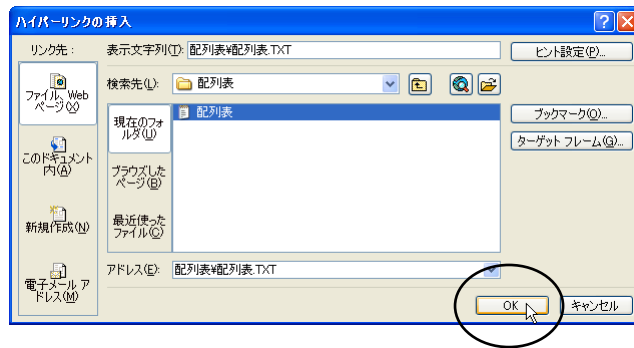 ハイパーリンクの挿入
リンク先：
表示文字列(T):
配列表¥配列表.TXT
ヒント設定(P)...
ファイル、Web
ページ(X)
検索先(L):
配列表
現在のフォ
ルダ(U)
配列表
ブックマーク(O)...
ターゲット フレーム(G)...
このドキュメント
内(A)
ブラウズした
ページ(B)
新規作成(N)
最近使った
ファイル(C)
電子メール ア
ドレス(M)
アドレス(E):
配列表¥配列表.TXT
OK
キャンセル